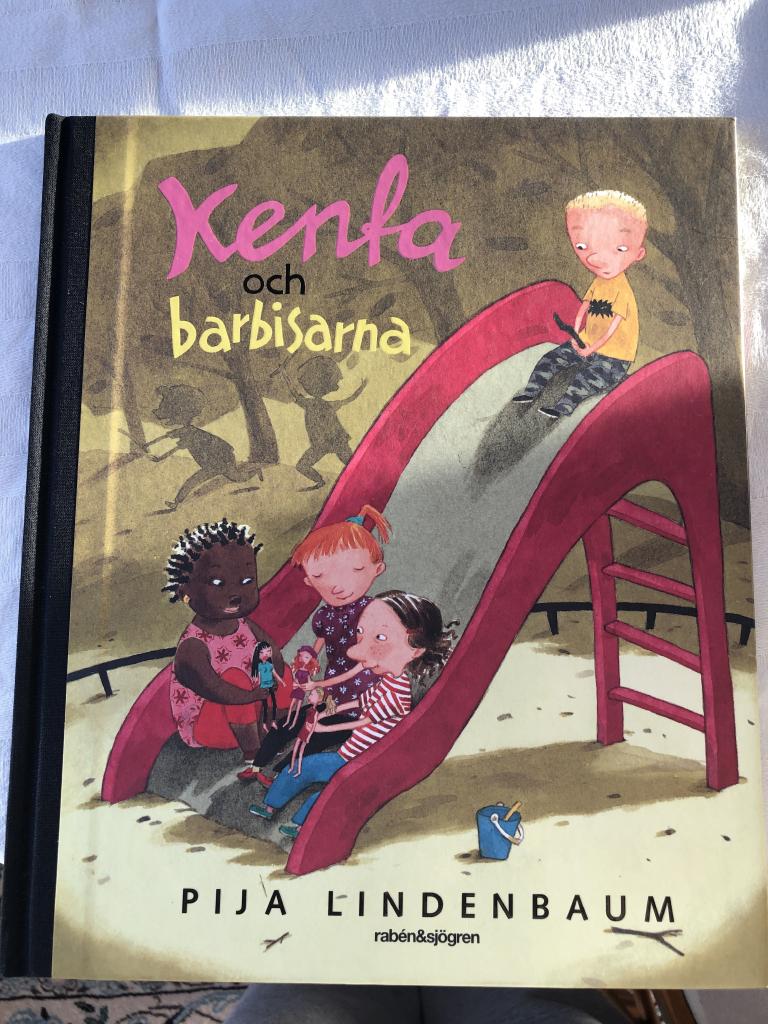 Kenta
och
barbisarna
PIJA LINDENBAUM
rabén&sjögren